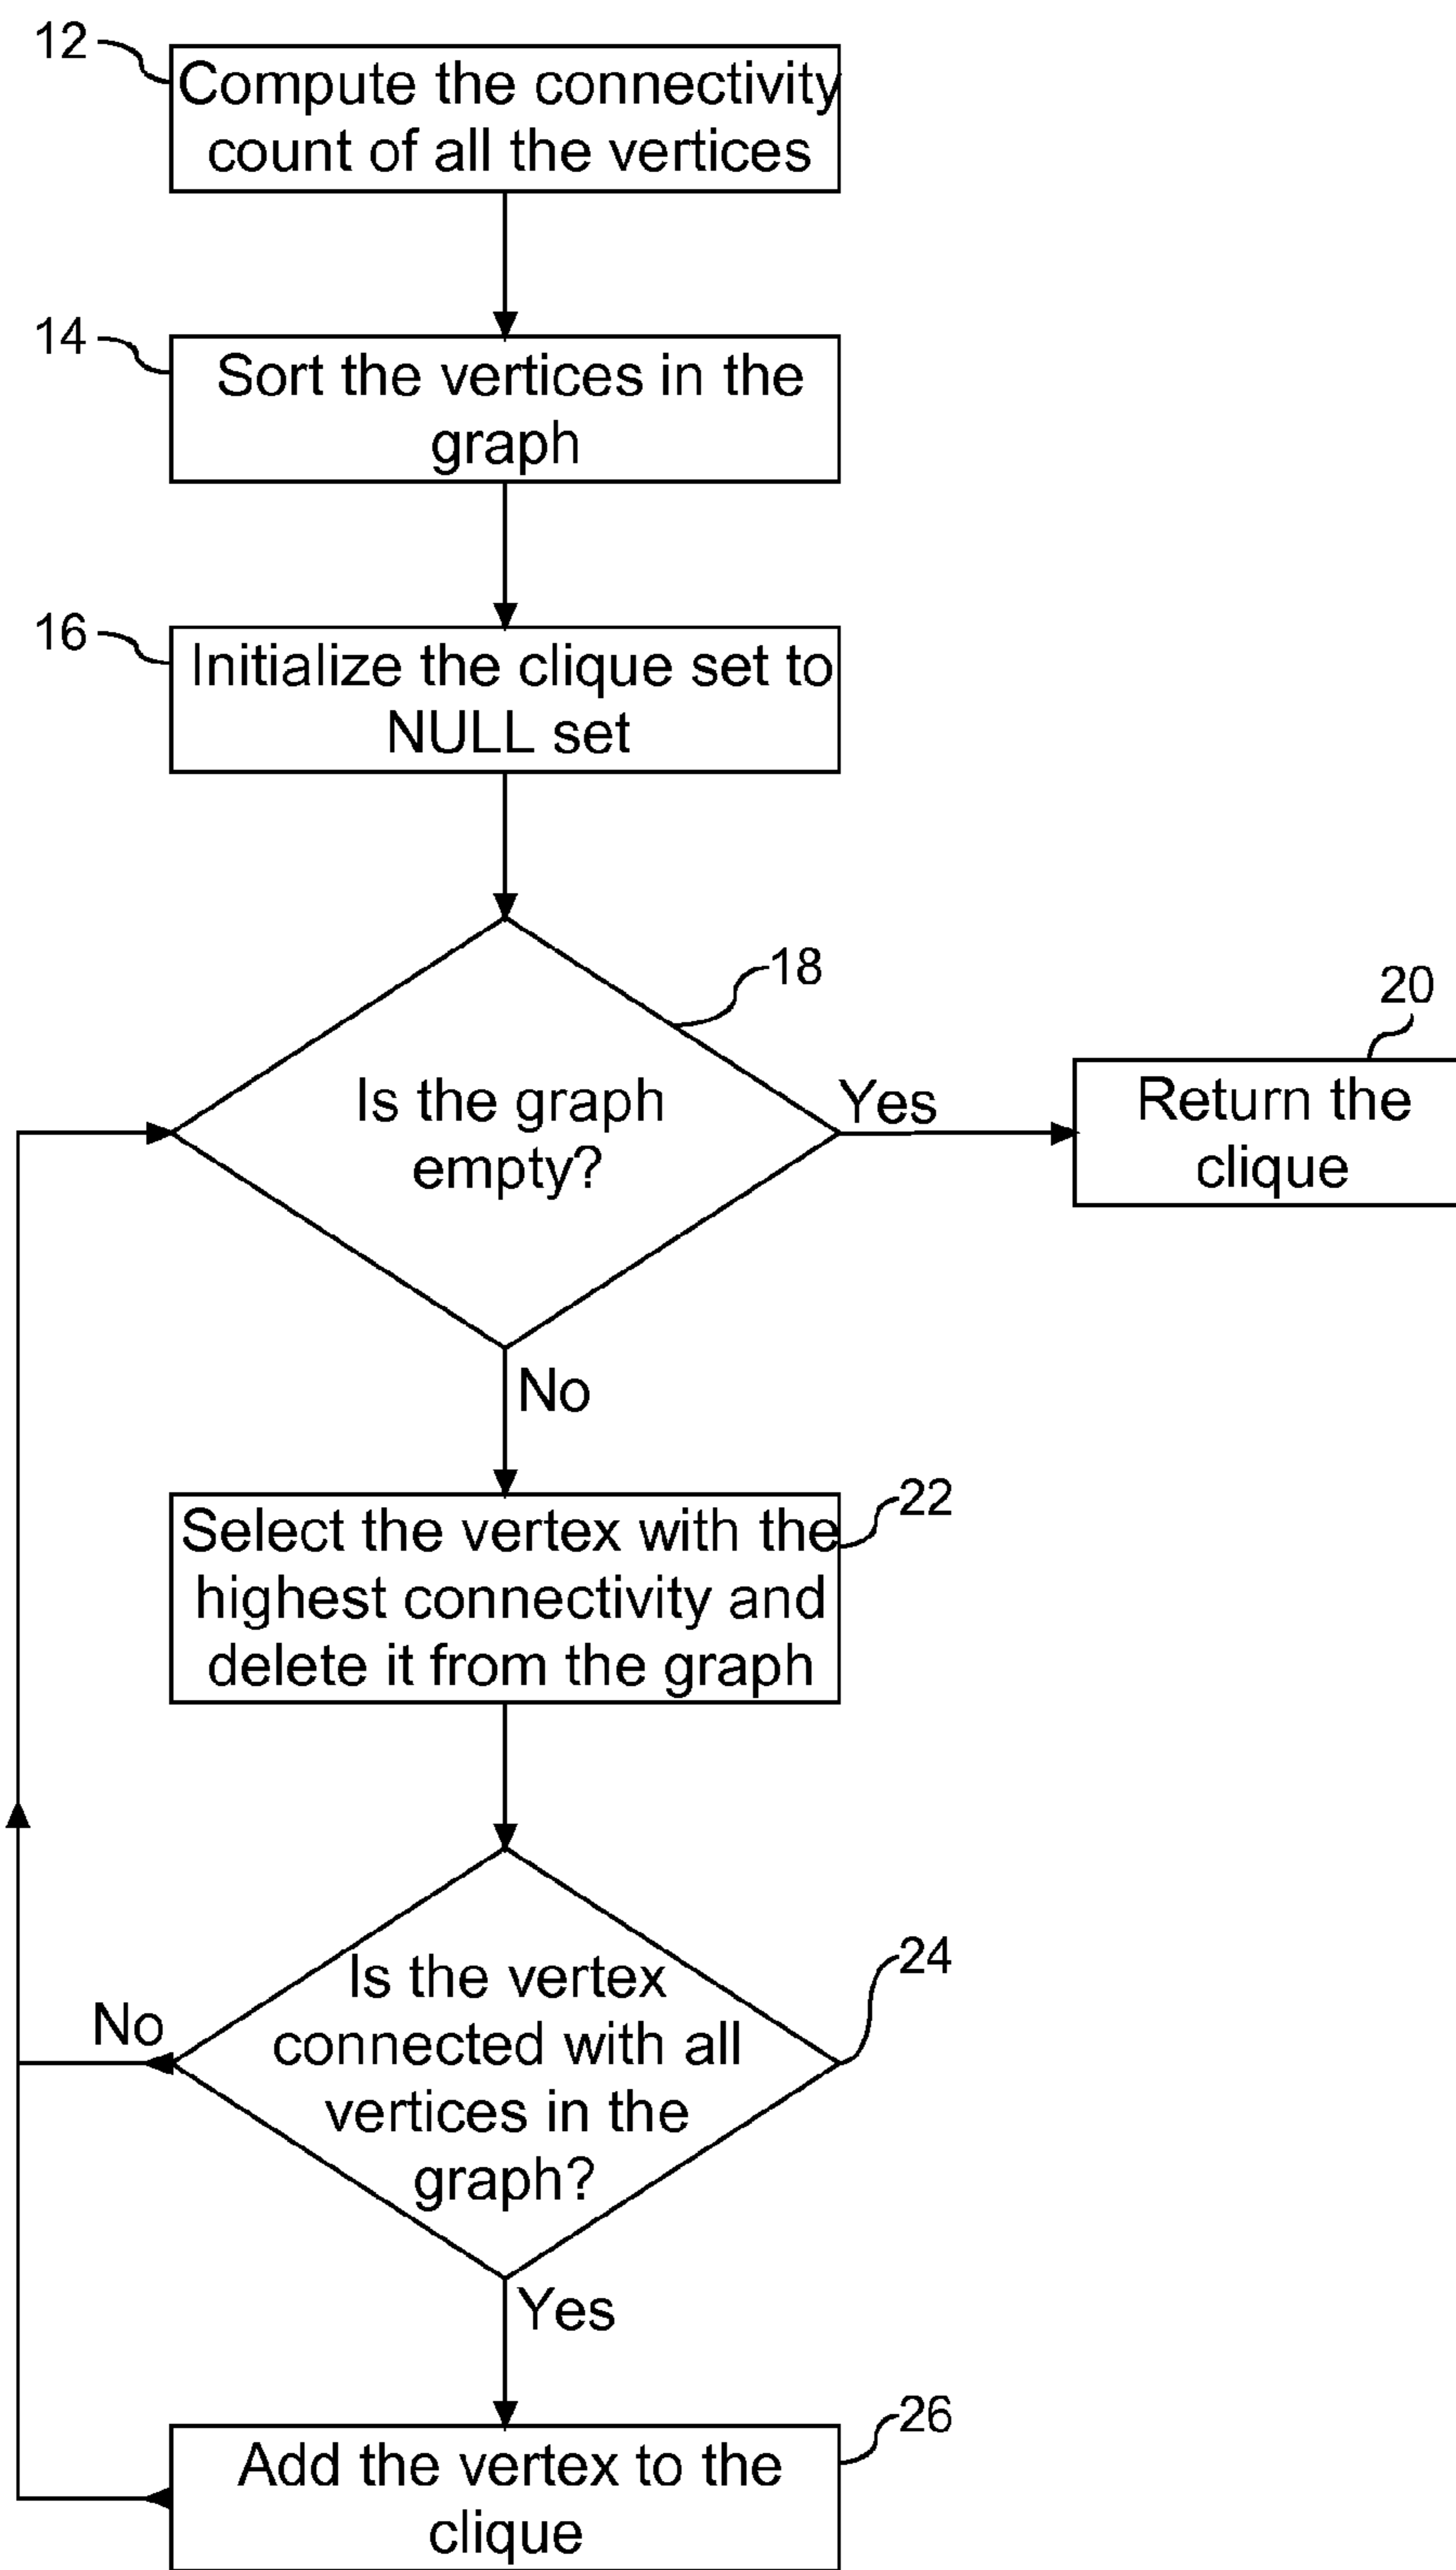 12
Compute the connectivity
count of all the vertices
14
Sort the vertices in the
graph
16
Initialize the clique set to
NULL set
18
Is the graph
empty?
Yes
20
Return the
clique
No
22
Select the vertex with the
highest connectivity and
delete it from the graph
24
Is the vertex
connected with all
vertices in the
graph?
No
Yes
26
Add the vertex to the
clique